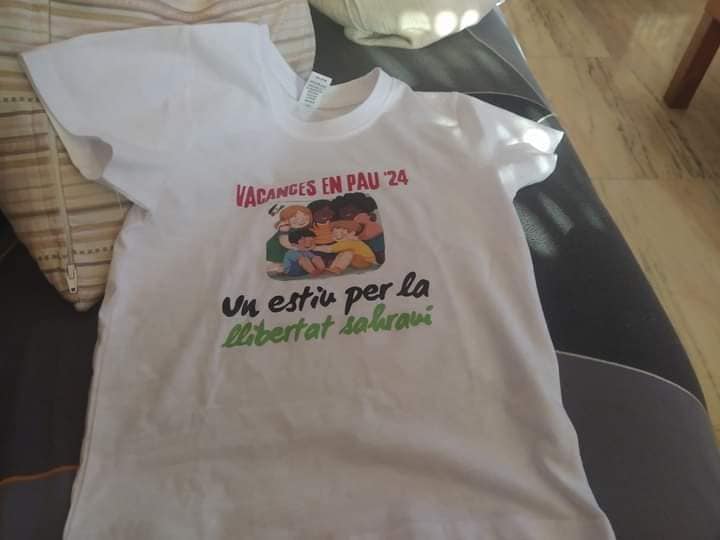 VACANCES EN PAU '24
Un estiu per la
llibertat sahraui